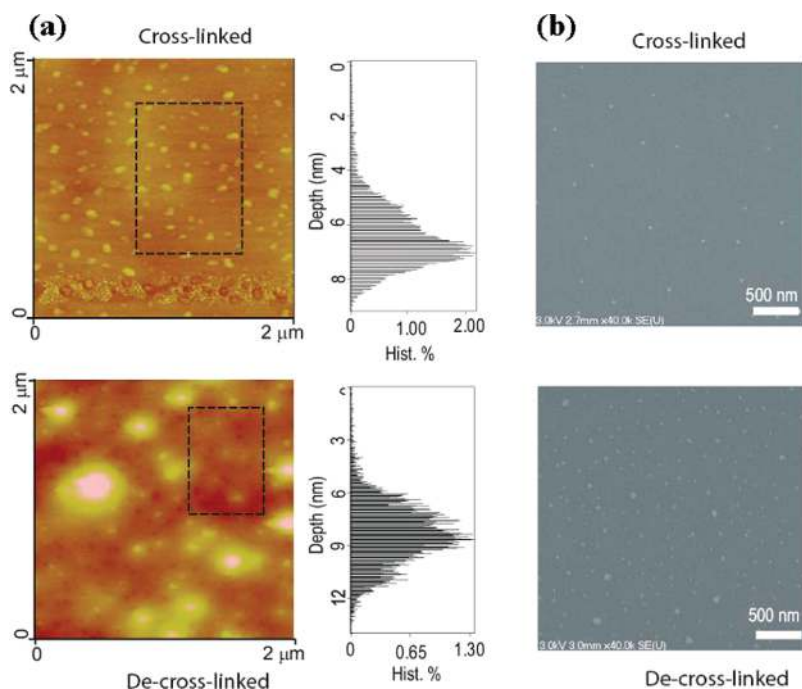 (a)
(b)
Cross-linked
Cross-linked
2 μm
0
0
2 μm
0
2
4
6
8
Depth (nm)
0
1.00
2.00
Hist. %
500 nm
3.0kV 2.7mm x40.0k SE(U)
2 μm
0
0
2 μm
De-cross-linked
c
3
6
9
12
Depth (nm)
0
0.65
1.30
Hist. %
500 nm
3.0kV 3.0mm x40.0k SE(U)
De-cross-linked